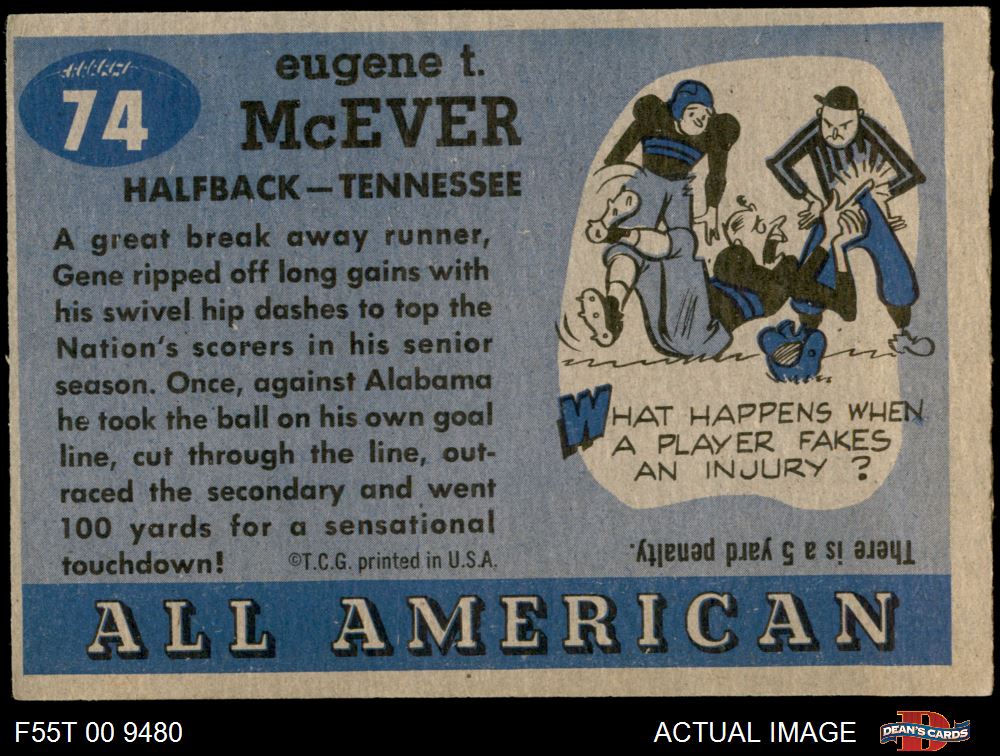 74
eugene t.
McEVER
HALFBACK — TENNESSEE
A great break away runner,
Gene ripped off long gains with
his swivel hip dashes to top the
Nation's scorers in his senior
season. Once, against Alabama
he took the ball on his own goal
line, cut through the line, out-
raced the secondary and went
100 yards for a sensational
touchdown!
©T.C.G. printed in U.S.A.
WHAT HAPPENS WHEN
A PLAYER FAKES
AN INJURY ?
There is a 5 yard penalty.
ALL AMERICAN
F55T 00 9480
ACTUAL IMAGE
D
DEAN'S CARDS